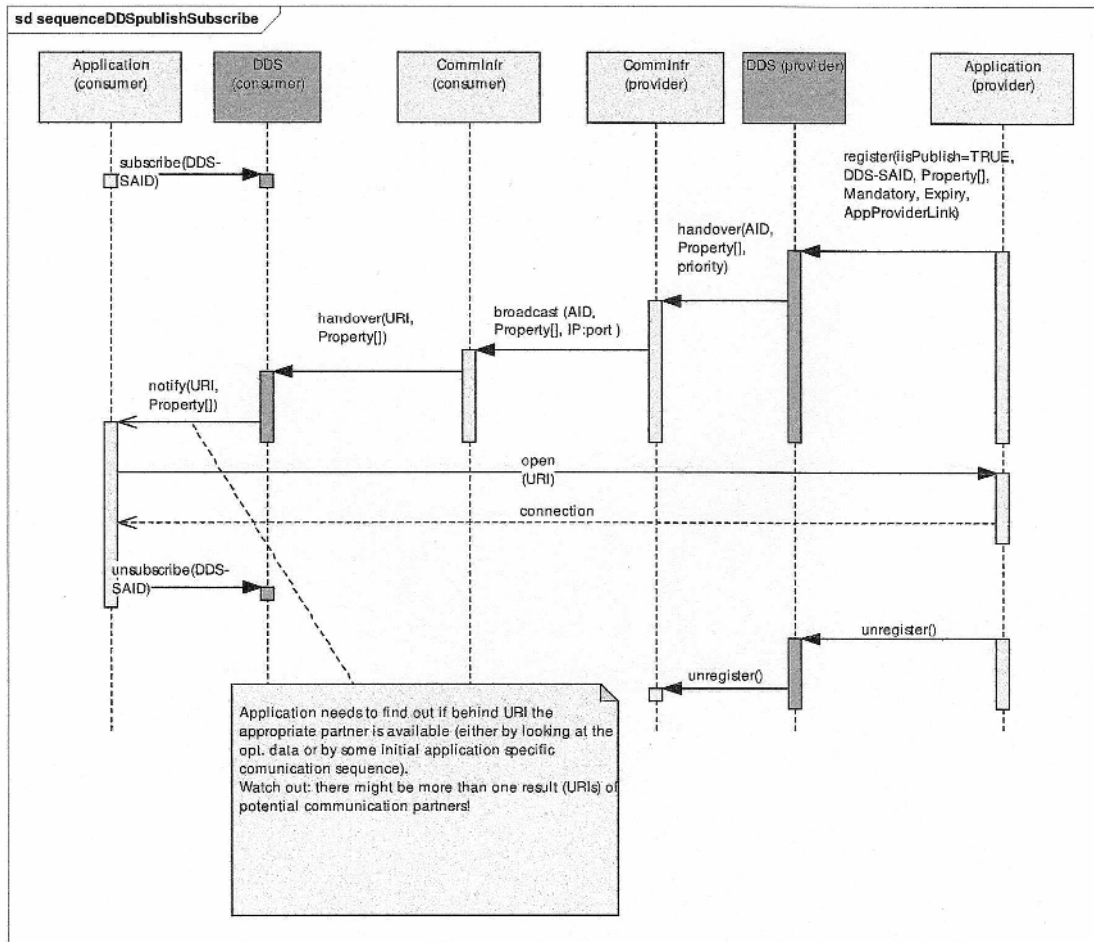 sd sequenceDDSpublishSubscribe
Application
(consumer)
DDS
(consumer)
CommInfr
(consumer)
CommInfr
(provider)
DDS (provider)
Application
(provider)
subscribe(DDS-
SAID)
register(iisPublish=TRUE,
DDS-SAID, Property[],
Mandatory, Expiry,
AppProviderLink)
handover(AID,
Property[],
priority)
broadcast (AID,
Property[], IP:port )
handover(URI,
Property[])
notify(URI,
Property[])
open
(URI)
connection
unsubscribe(DDS-
SAID)
unregister()
unregister()
Application needs to find out if behind URI the
appropriate partner is available (either by looking at the
opt. data or by some initial application specific
comunication sequence).
Watch out: there might be more than one result (URIs) of
potential communication partners!